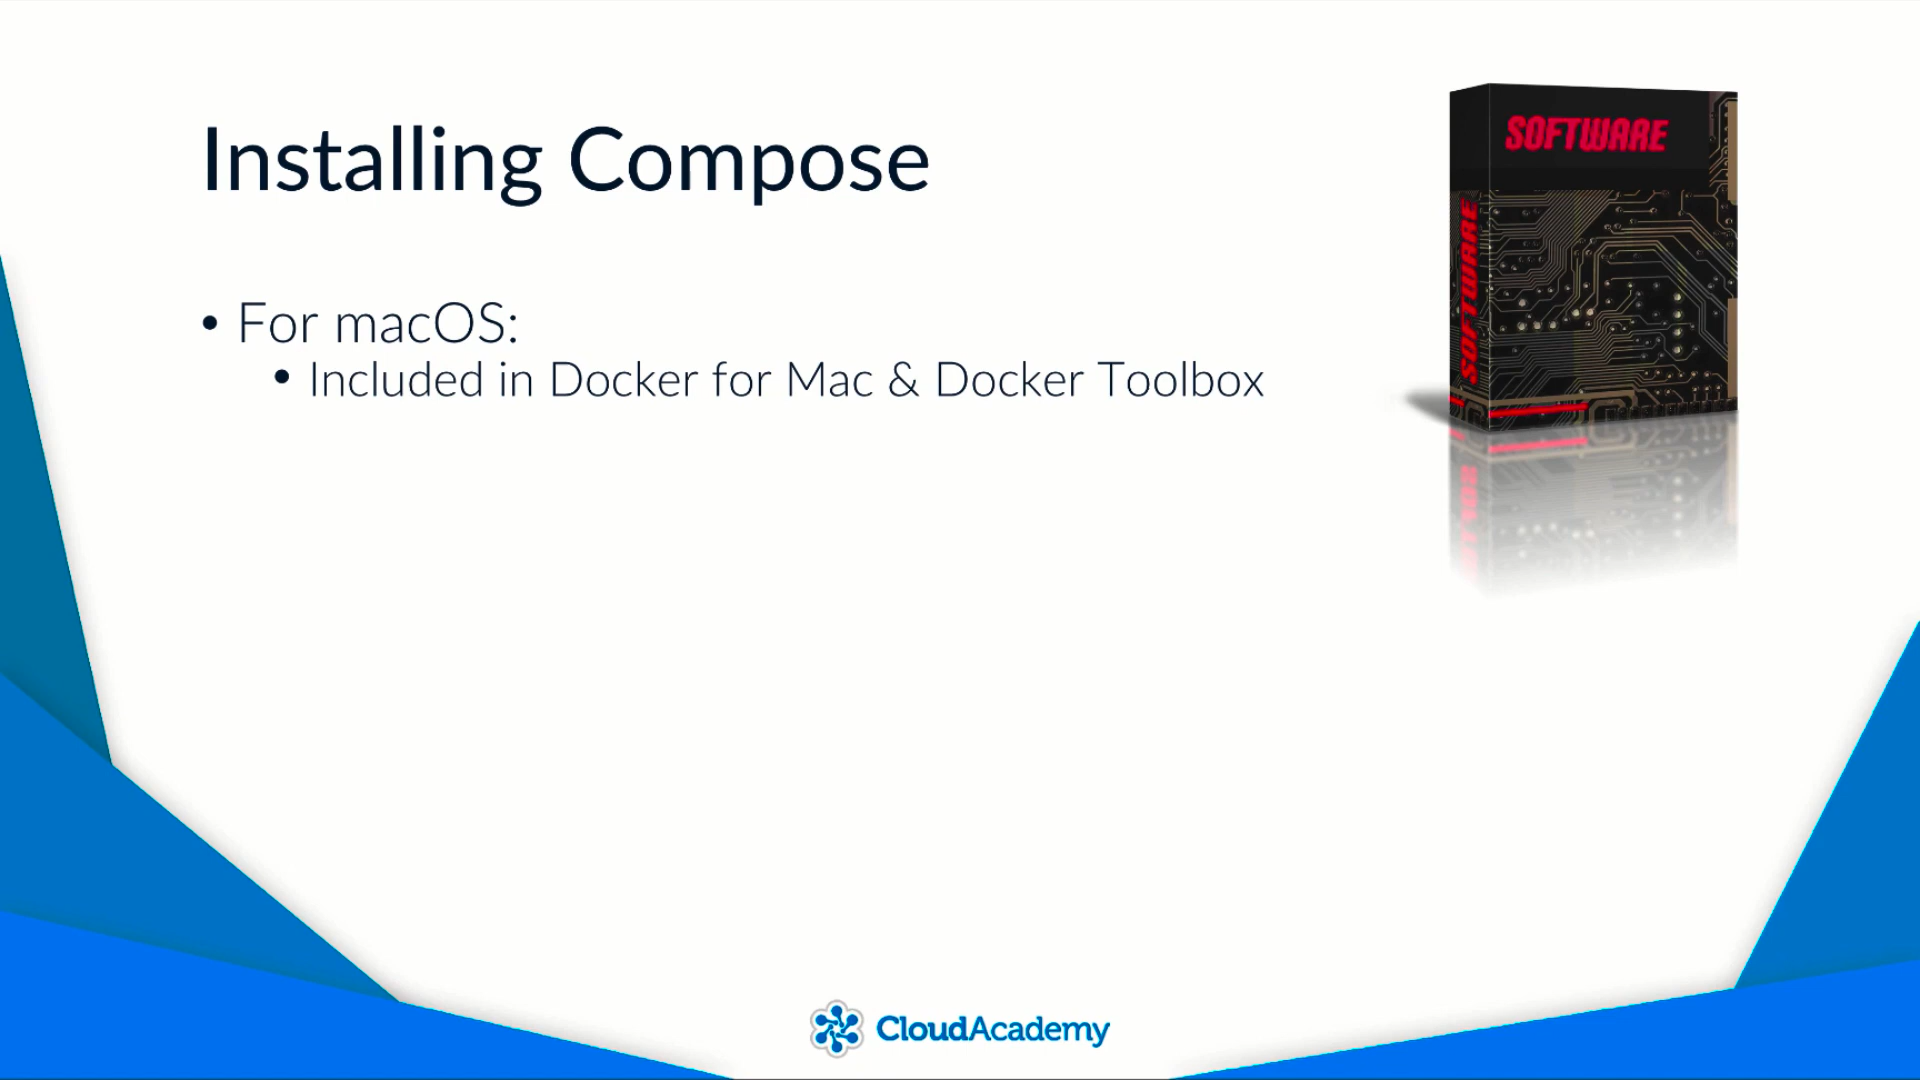 Installing Compose
• For macOS:
• Included in Docker for Mac & Docker Toolbox
SOFTWARE
SOFTWARE
CloudAcademy